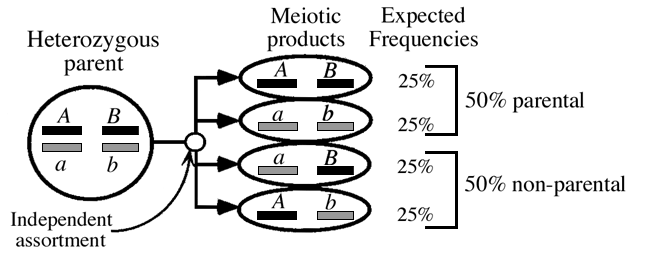 Heterozygous
parent
Meiotic
products
Expected
Frequencies
A B
a b
Independent
assortment
A B 25%
a b 25%
50% parental
a B 25%
A b 25%
50% non-parental